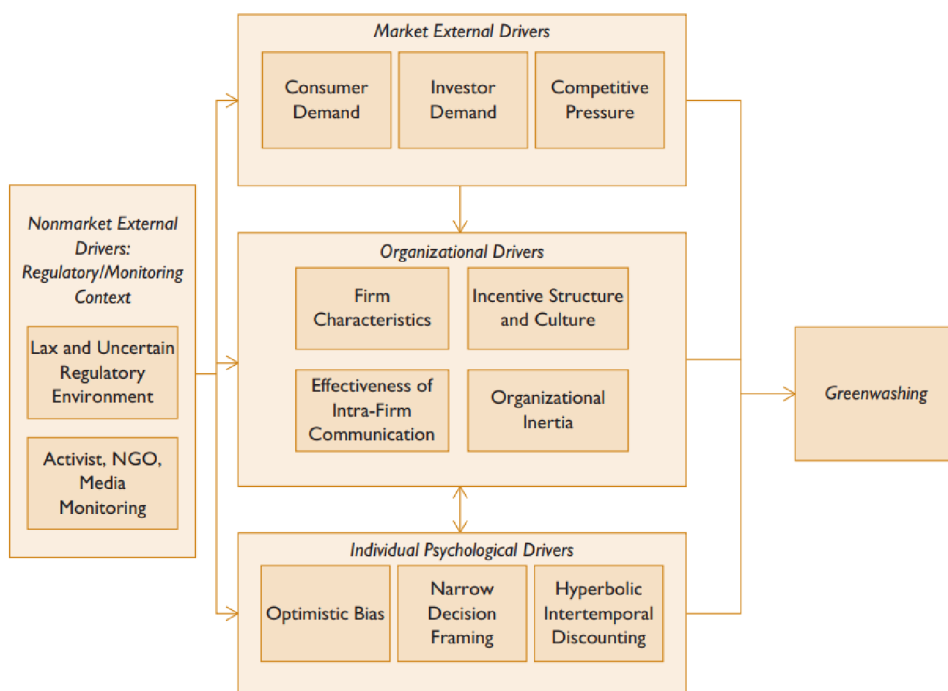 Market External Drivers
Consumer
Demand
Investor
Demand
Competitive
Pressure
Nonmarket External
Drivers:
Regulatory/Monitoring
Context
Lax and Uncertain
Regulatory
Environment
Activist, NGO,
Media
Monitoring
Organizational Drivers
Firm
Characteristics
Incentive Structure
and Culture
Effectiveness of
Intra-Firm
Communication
Organizational
Inertia
Individual Psychological Drivers
Optimistic Bias
Narrow
Decision
Framing
Hyperbolic
Intertemporal
Discounting
Greenwashing